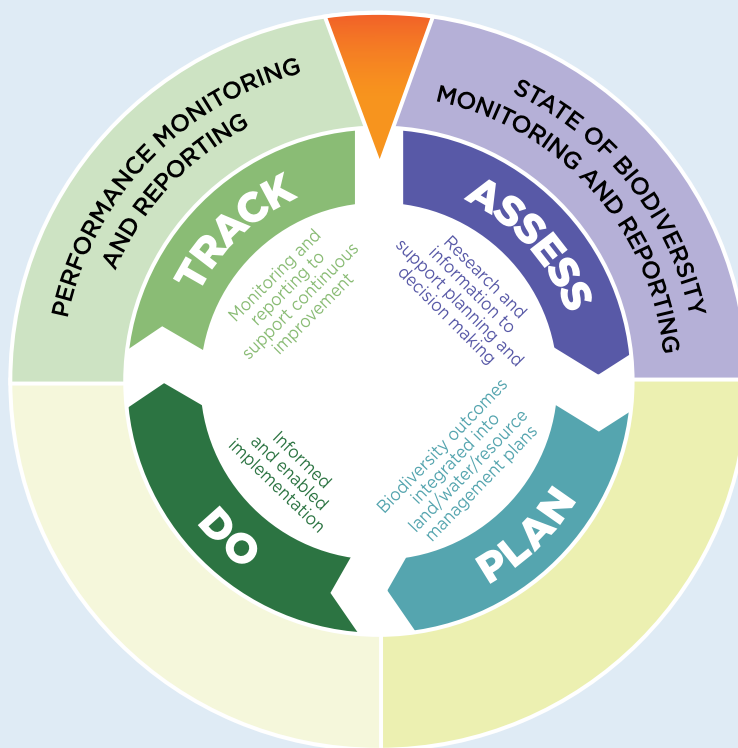 PERFORMANCE MONITORING
AND REPORTING
STATE OF BIODIVERSITY
MONITORING AND REPORTING
TRACK
Monitoring and
reporting to
support continuous
improvement
ASSESS
Research and
information to
support planning and
decision making
PLAN
Biodiversity outcomes
integrated into
land/water/resource
management plans
DO
Informed
and enabled
implementation